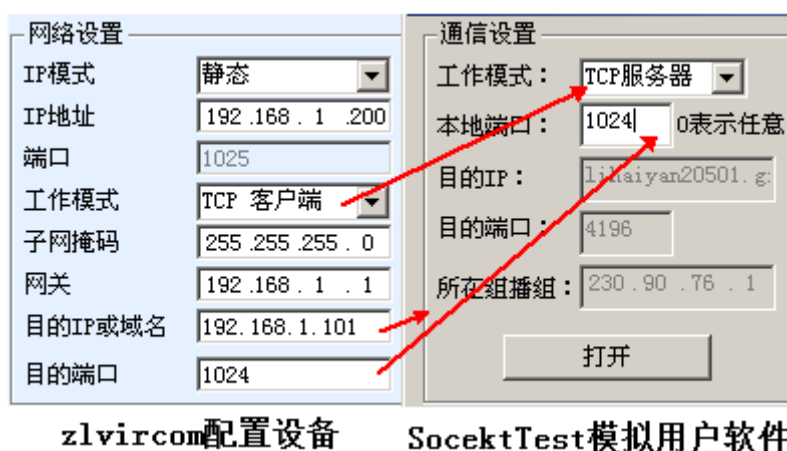 网络设置
IP模式 静态
IP地址 192 .168 . 1 .200
端口 1025
工作模式 TCP 客户端
子网掩码 255 .255 .255 . 0
网关 192 .168 . 1 . 1
目的IP或域名 192.168.1.101
目的端口 1024
zlvircom配置设备
通信设置
工作模式： TCP服务器
本地端口： 1024 0表示任意
目的IP： lihaiyan20501.g
目的端口： 4196
所在组播组： 230 . 90 . 76 . 1
打开
SocektTest模拟用户软件